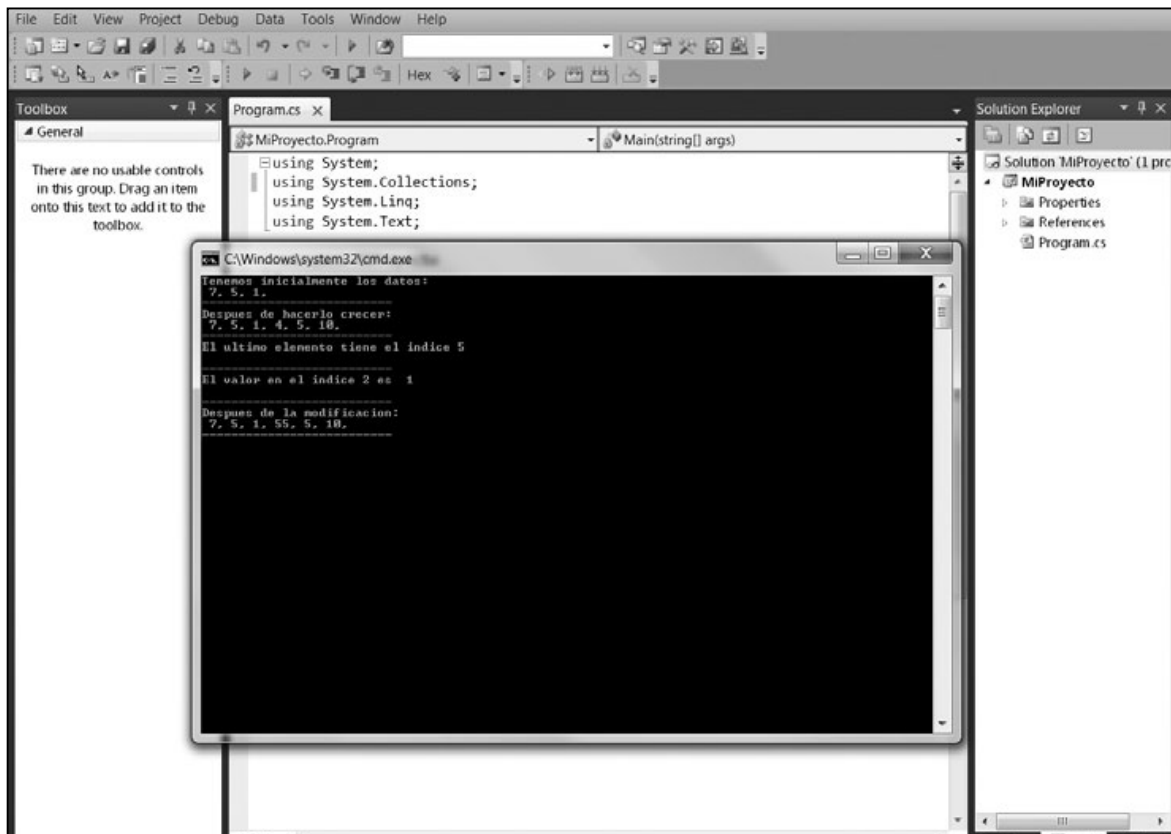 File Edit View Project Debug Data Tools Window Help
Hex
Toolbox
General
There are no usable controls
in this group. Drag an item
onto this text to add it to the
toolbox.
Program.cs
MiProyecto.Program
Main(string[] args)
using System;
using System.Collections;
using System.Linq;
using System.Text;
C:\Windows\system32\cmd.exe
Tenemos inicialmente los datos:
7, 5, 1,
Despues de hacerlo crecer:
7, 5, 1, 4, 5, 10,
El ultimo elemento tiene el indice 5
El valor en el indice 2 es 1
Despues de la modificacion:
7, 5, 1, 55, 5, 10,
Solution Explorer
Solution 'MiProyecto' (1 pro
MiProyecto
Properties
References
Program.cs